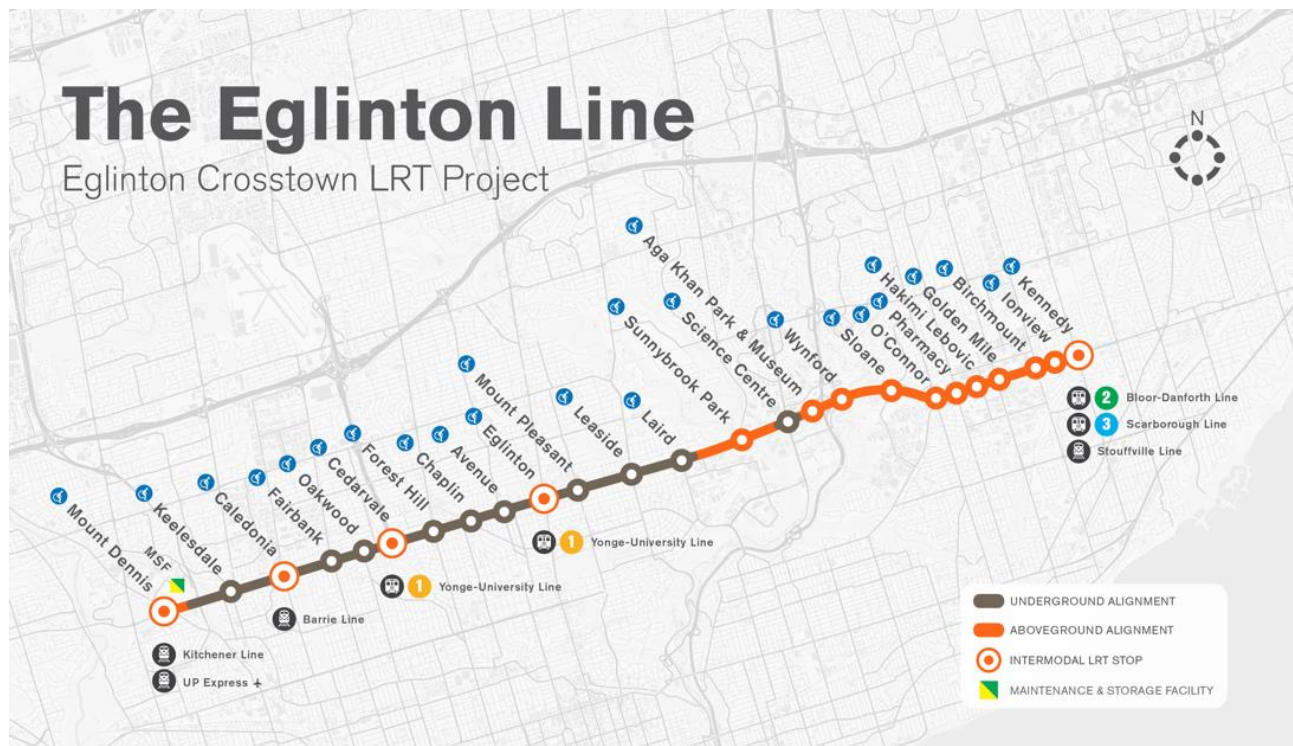 The Eglinton Line
Eglinton Crosstown LRT Project
N
Mount Dennis
MSF
Keelesdale
Caledonia
Fairbank
Oakwood
Cedarvale
Forest Hill
Chaplin
Avenue
Eglinton
Mount Pleasant
Leaside
Laird
Sunnybrook Park
Science Centre
Aga Khan Park & Museum
Wynford
Sloane
O'Connor
Pharmacy
Hakimi Lebovic
Golden Mile
Birchmount
Ionview
Kennedy
2 Bloor-Danforth Line
3 Scarborough Line
Stouffville Line
1 Yonge-University Line
1 Yonge-University Line
Barrie Line
Kitchener Line
UP Express
UNDERGROUND ALIGNMENT
ABOVEGROUND ALIGNMENT
INTERMODAL LRT STOP
MAINTENANCE & STORAGE FACILITY